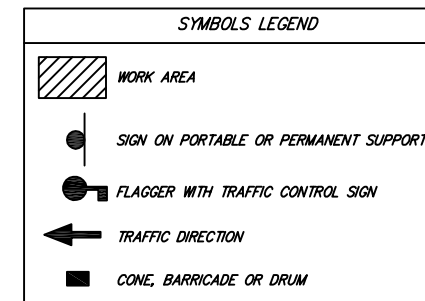 SYMBOLS LEGEND
WORK AREA
SIGN ON PORTABLE OR PERMANENT SUPPORT
FLAGGER WITH TRAFFIC CONTROL SIGN
TRAFFIC DIRECTION
CONE, BARRICADE OR DRUM